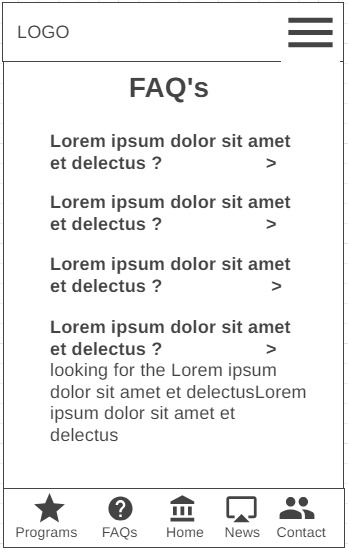 LOGO
FAQ's
Lorem ipsum dolor sit amet
et delectus ? >
Lorem ipsum dolor sit amet
et delectus ? >
Lorem ipsum dolor sit amet
et delectus ? >
Lorem ipsum dolor sit amet
et delectus ? >
looking for the Lorem ipsum
dolor sit amet et delectusLorem
ipsum dolor sit amet et
delectus
Programs FAQs Home News Contact